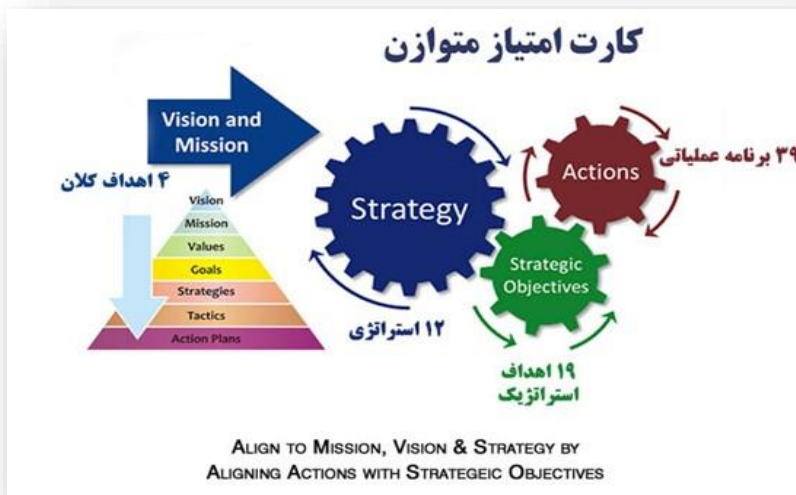 کارت امتیاز متوازن
Vision and
Mission
۴ اهداف کلان
Vision
Mission
Values
Goals
Strategies
Tactics
Action Plans
Strategy
۱۲ استراتژی
Actions
۳۹ برنامه عملیاتی
Strategic
Objectives
۱۹ اهداف
استراتژیک
ALIGN TO MISSION, VISION & STRATEGY BY
ALIGNING ACTIONS WITH STRATEGEIC OBJECTIVES